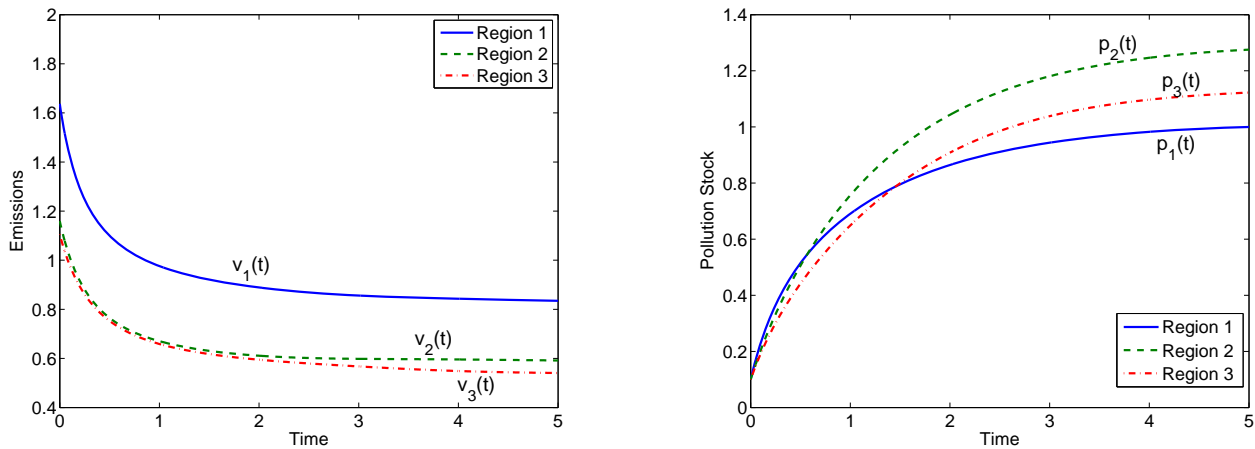 2
1.8
1.6
1.4
1.2
1
0.8
0.6
0.4
0 1 2 3 4 5
Emissions
Time
Region 1
Region 2
Region 3
v1(t)
v2(t)
v3(t)
1.4
1.2
1
0.8
0.6
0.4
0.2
0
0 1 2 3 4 5
Pollution Stock
Time
p2(t)
p3(t)
p1(t)
Region 1
Region 2
Region 3